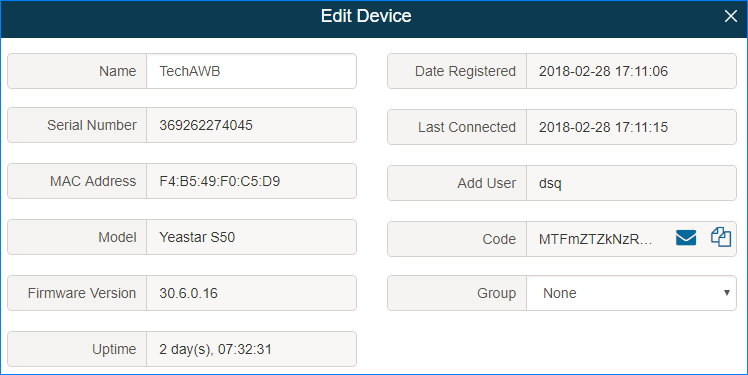 Edit Device
Name TechAWB
Serial Number 369262274045
MAC Address F4:B5:49:F0:C5:D9
Model Yeastar S50
Firmware Version 30.6.0.16
Uptime 2 day(s), 07:32:31
Date Registered 2018-02-28 17:11:06
Last Connected 2018-02-28 17:11:15
Add User dsq
Code MTFmZTZkNzR...
Group None